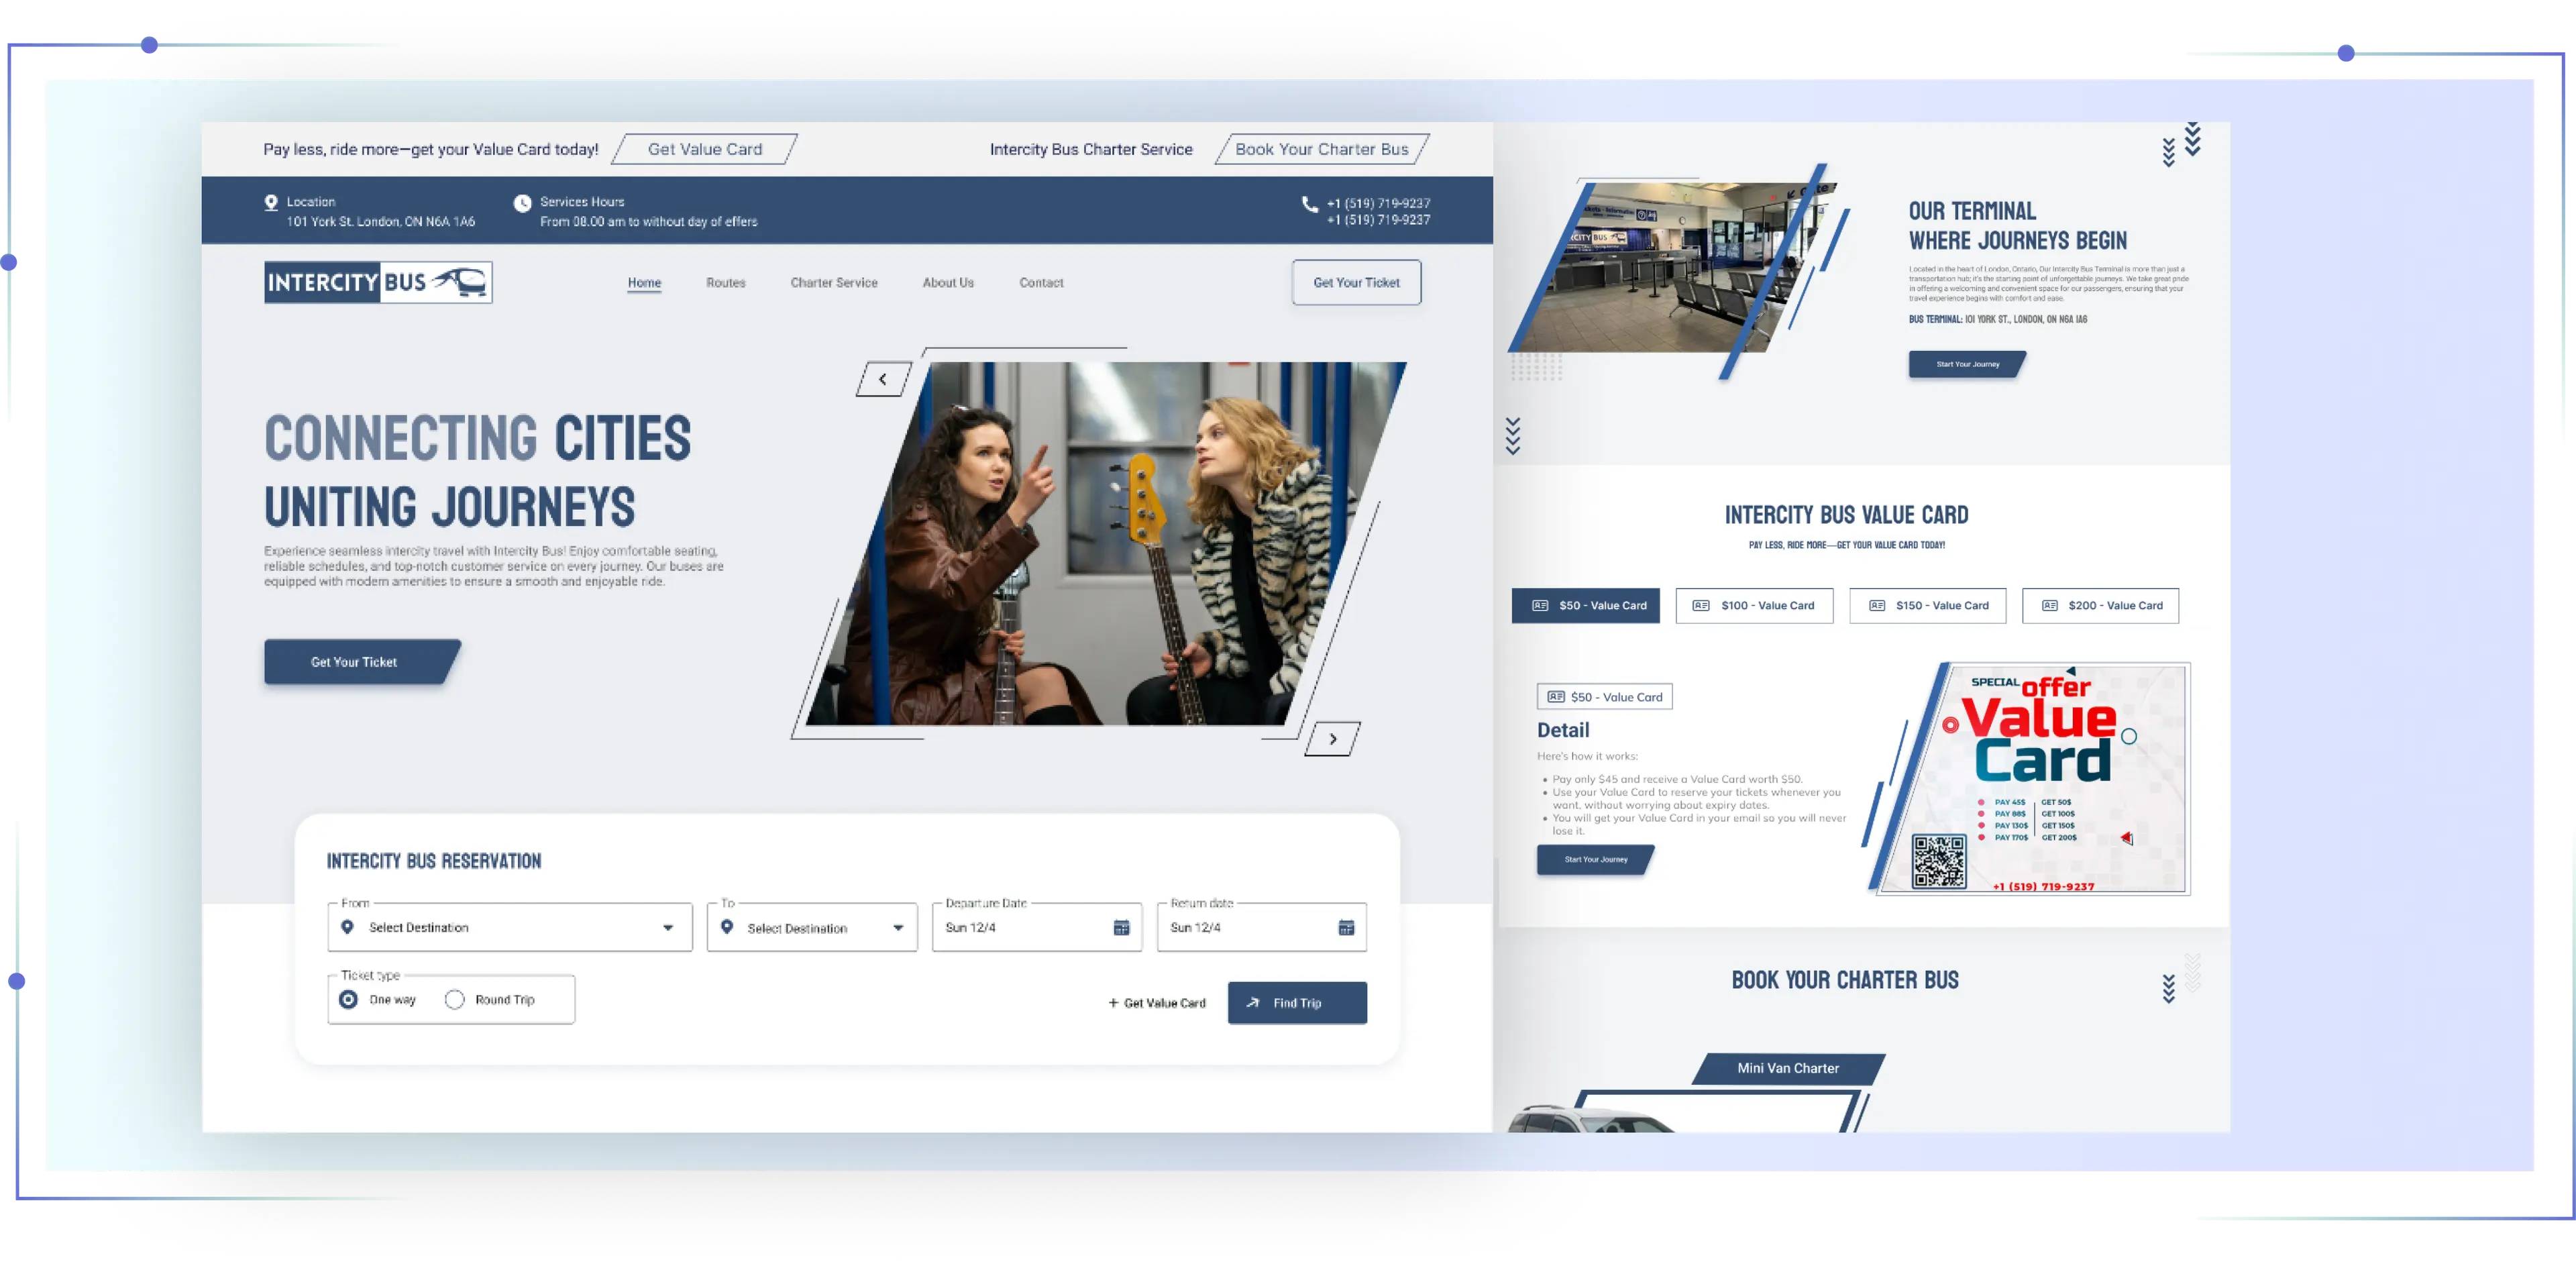 Pay less, ride more—get your Value Card today!
Get Value Card
Intercity Bus Charter Service
Book Your Charter Bus
Location
101 York St. London, ON N6A 1A6
Services Hours
From 08.00 am to without day of effers
+1 (519) 719-9237
+1 (519) 719-9237
INTERCITY BUS
Home
Routes
Charter Service
About Us
Contact
Get Your Ticket
CONNECTING CITIES
UNITING JOURNEYS
Experience seamless intercity travel with Intercity Bus! Enjoy comfortable seating,
reliable schedules, and top-notch customer service on every journey. Our buses are
equipped with modern amenities to ensure a smooth and enjoyable ride.
Get Your Ticket
INTERCITY BUS RESERVATION
From
Select Destination
To
Select Destination
Departure Date
Sun 12/4
Return date
Sun 12/4
Ticket type
One way
Round Trip
+ Get Value Card
Find Trip
CITY BUS
OUR TERMINAL
WHERE JOURNEYS BEGIN
Located in the heart of London, Ontario, Our Intercity Bus Terminal is more than just a
transportation hub; it's the starting point of unforgettable journeys. We take great pride
in offering a welcoming and convenient space for our passengers, ensuring that your
travel experience begins with comfort and ease.
BUS TERMINAL: 101 YORK ST., LONDON, ON N6A 1A6
Start Your Journey
INTERCITY BUS VALUE CARD
PAY LESS, RIDE MORE—GET YOUR VALUE CARD TODAY!
$50 - Value Card
$100 - Value Card
$150 - Value Card
$200 - Value Card
$50 - Value Card
Detail
Here's how it works:
• Pay only $45 and receive a Value Card worth $50.
• Use your Value Card to reserve your tickets whenever you
want, without worrying about expiry dates.
• You will get your Value Card in your email so you will never
lose it.
Start Your Journey
SPECIAL offer
Value
Card
PAY 45$ GET 50$
PAY 88$ GET 100$
PAY 130$ GET 150$
PAY 170$ GET 200$
+1 (519) 719-9237
BOOK YOUR CHARTER BUS
Mini Van Charter